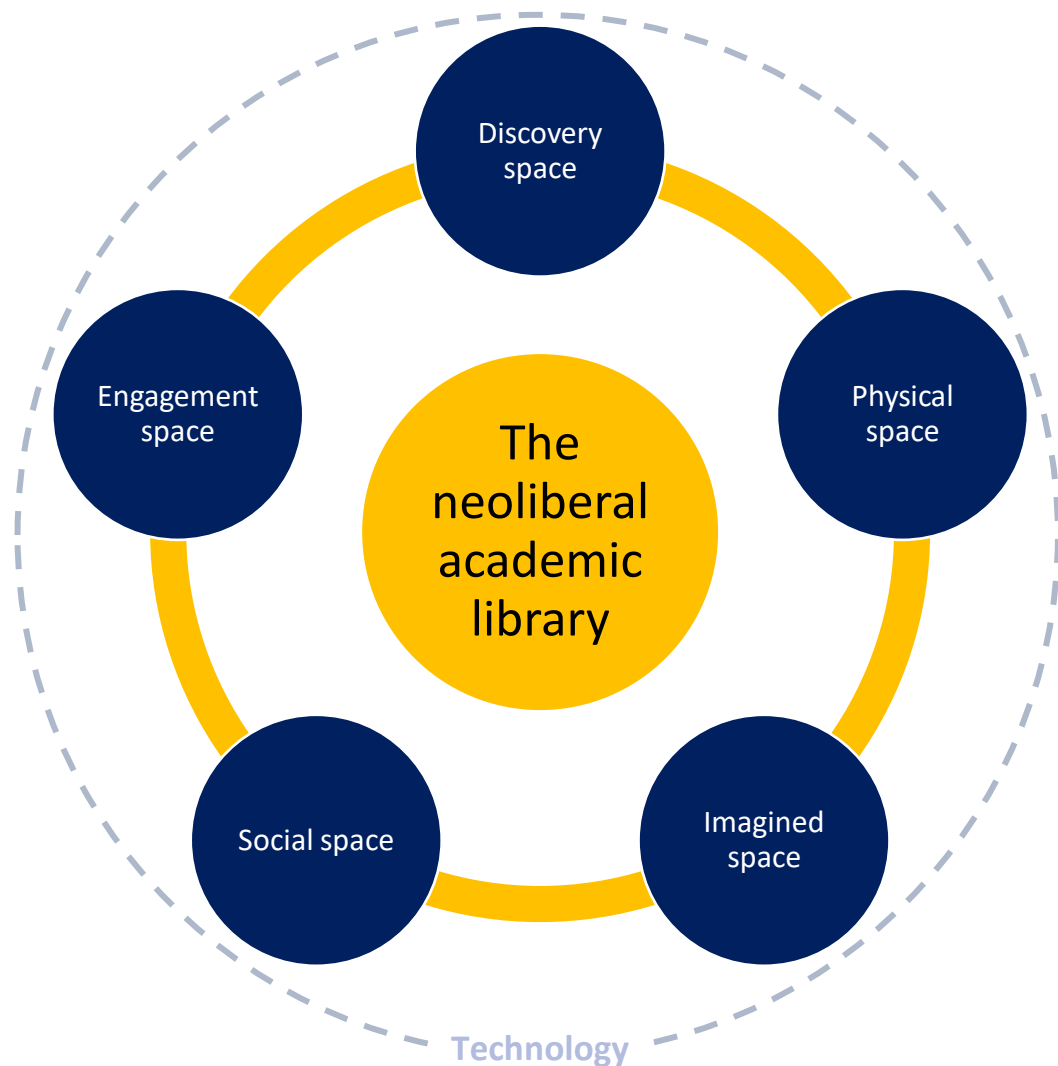 Discovery
space
Engagement
space
Physical
space
The
neoliberal
academic
library
Social space
Imagined
space
Technology